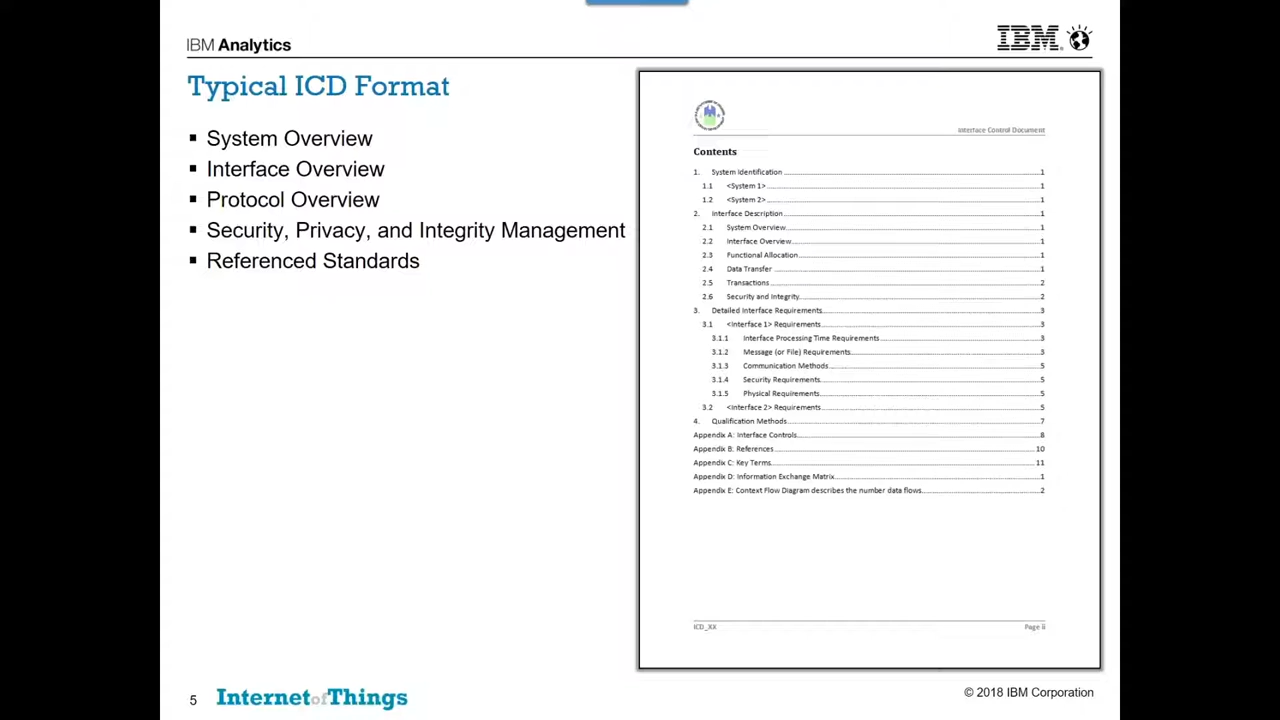 IBM Analytics
IBM
Typical ICD Format
▪ System Overview
▪ Interface Overview
▪ Protocol Overview
▪ Security, Privacy, and Integrity Management
▪ Referenced Standards
Interface Control Document
Contents
1. System Identification 1
1.1 <System 1> 1
1.2 <System 2> 1
2. Interface Description 1
2.1 System Overview 1
2.2 Interface Overview 1
2.3 Functional Allocation 1
2.4 Data Transfer 1
2.5 Transactions 2
2.6 Security and Integrity 2
3. Detailed Interface Requirements 3
3.1 <Interface 1> Requirements 3
3.1.1 Interface Processing Time Requirements 3
3.1.2 Message (or File) Requirements 3
3.1.3 Communication Methods 5
3.1.4 Security Requirements 5
3.1.5 Physical Requirements 5
3.2 <Interface 2> Requirements 5
4. Qualification Methods 7
Appendix A: Interface Controls 8
Appendix B: References 10
Appendix C: Key Terms 11
Appendix D: Information Exchange Matrix 1
Appendix E: Context Flow Diagram describes the number data flows 2
ICD_XX Page ii
5 Internet of Things
© 2018 IBM Corporation